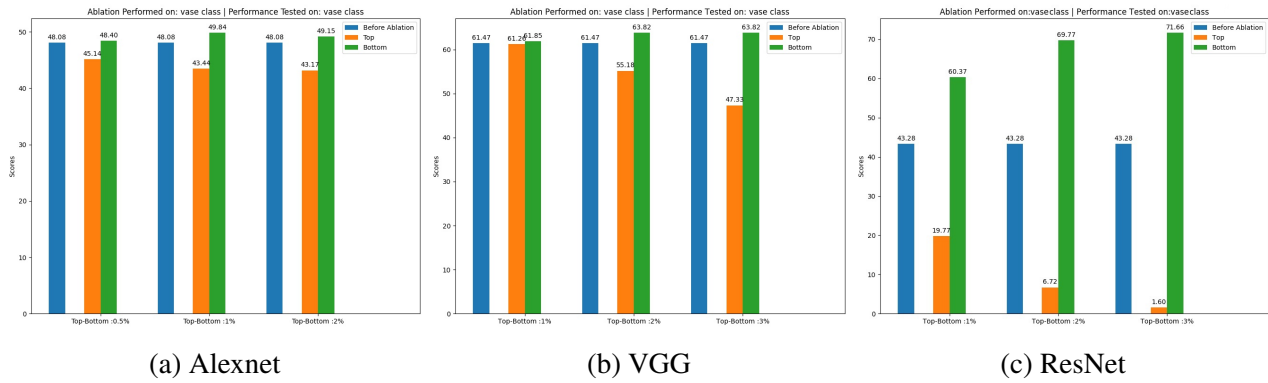 Ablation Performed on: vase class | Performance Tested on: vase class
Before Ablation
Top
Bottom
Scores
50
40
30
20
10
0
48.08
45.14
48.40
48.08
43.44
49.84
48.08
43.17
49.15
Top-Bottom :0.5%
Top-Bottom :1%
Top-Bottom :2%
(a) Alexnet
Ablation Performed on: vase class | Performance Tested on: vase class
Before Ablation
Top
Bottom
Scores
60
50
40
30
20
10
0
61.47
61.26
61.85
61.47
55.18
63.82
61.47
47.33
63.82
Top-Bottom :1%
Top-Bottom :2%
Top-Bottom :3%
(b) VGG
Ablation Performed on:vaseclass | Performance Tested on:vaseclass
Before Ablation
Top
Bottom
Scores
70
60
50
40
30
20
10
0
43.28
19.77
60.37
43.28
6.72
69.77
43.28
1.60
71.66
Top-Bottom :1%
Top-Bottom :2%
Top-Bottom :3%
(c) ResNet